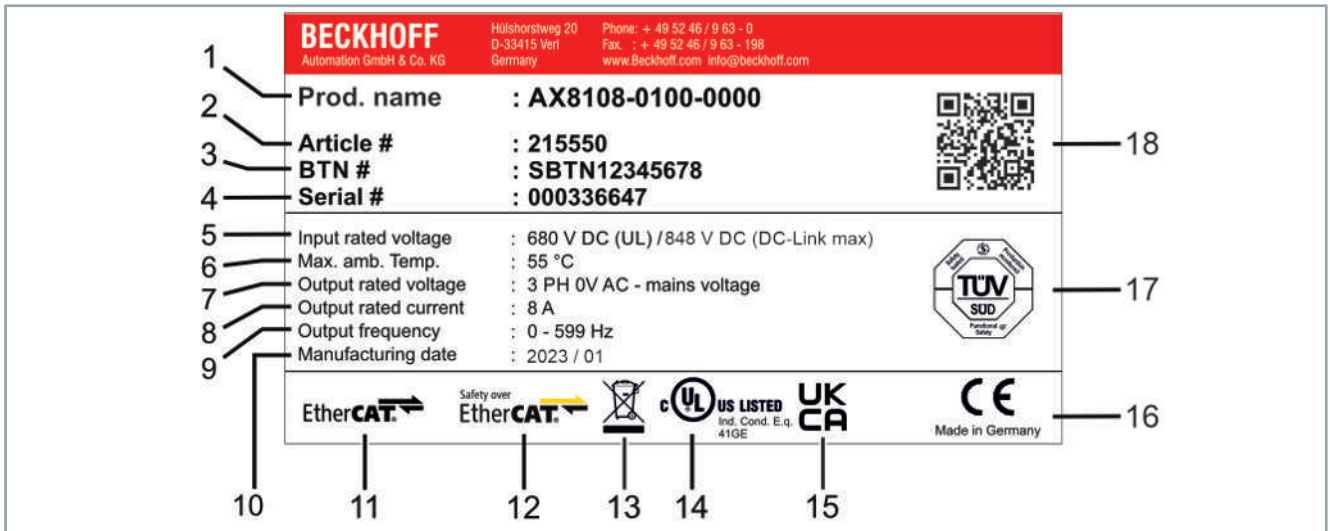 BECKHOFF
Automation GmbH & Co. KG
Hülshorstweg 20
D-33415 Verl
Germany
Phone: + 49 52 46 / 9 63 - 0
Fax. : + 49 52 46 / 9 63 - 198
www.Beckhoff.com info@beckhoff.com
1
Prod. name : AX8108-0100-0000
2
Article # : 215550
3
BTN # : SBTN12345678
4
Serial # : 000336647
18
5
Input rated voltage : 680 V DC (UL) /848 V DC (DC-Link max)
6
Max. amb. Temp. : 55 °C
7
Output rated voltage : 3 PH 0V AC - mains voltage
8
Output rated current : 8 A
9
Output frequency : 0 - 599 Hz
10
Manufacturing date : 2023 / 01
TÜV
SÜD
Functional
Safety
17
EtherCAT®
Safety over
EtherCAT®
C UL US LISTED
Ind. Cond. E.q.
41GE
UK
CA
CE
Made in Germany
16
11
12
13
14
15